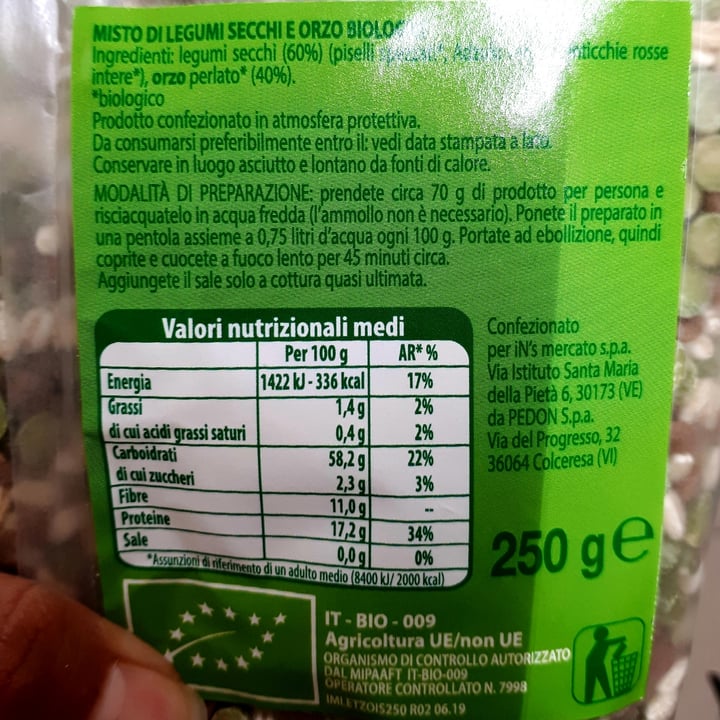 MISTO DI LEGUMI SECCHI E ORZO
Ingredienti: legumi secchi (60%) (piselli lenticchie rosse
intere*), orzo perlato* (40%).
*biologico
Prodotto confezionato in atmosfera protettiva.
Da consumarsi preferibilmente entro il: vedi data stampata a lato.
Conservare in luogo asciutto e lontano da fonti di calore.
MODALITÀ DI PREPARAZIONE: prendete circa 70 g di prodotto per persona e
risciacquatelo in acqua fredda (l'ammollo non è necessario). Ponete il preparato in
una pentola assieme a 0,75 litri d'acqua ogni 100 g. Portate ad ebollizione, quindi
coprite e cuocete a fuoco lento per 45 minuti circa.
Aggiungete il sale solo a cottura quasi ultimata.
Valori nutrizionali medi
Per 100 g AR* %
Energia 1422 kJ - 336 kcal 17%
Grassi 1,4 g 2%
di cui acidi grassi saturi 0,4 g 2%
Carboidrati 58,2 g 22%
di cui zuccheri 2,3 g 3%
Fibre 11,0 g --
Proteine 17,2 g 34%
Sale 0,0 g 0%
*Assunzioni di riferimento di un adulto medio (8400 kJ/ 2000 kcal)
Confezionato
per iN's mercato s.p.a.
Via Istituto Santa Maria
della Pietà 6, 30173 (VE)
da PEDON S.p.a.
Via del Progresso, 32
36064 Colceresa (VI)
250 g e
IT - BIO - 009
Agricoltura UE/non UE
ORGANISMO DI CONTROLLO AUTORIZZATO
DAL MIPAAFT IT-BIO-009
OPERATORE CONTROLLATO N. 7998
IMLETZOIS250 R02 06.19